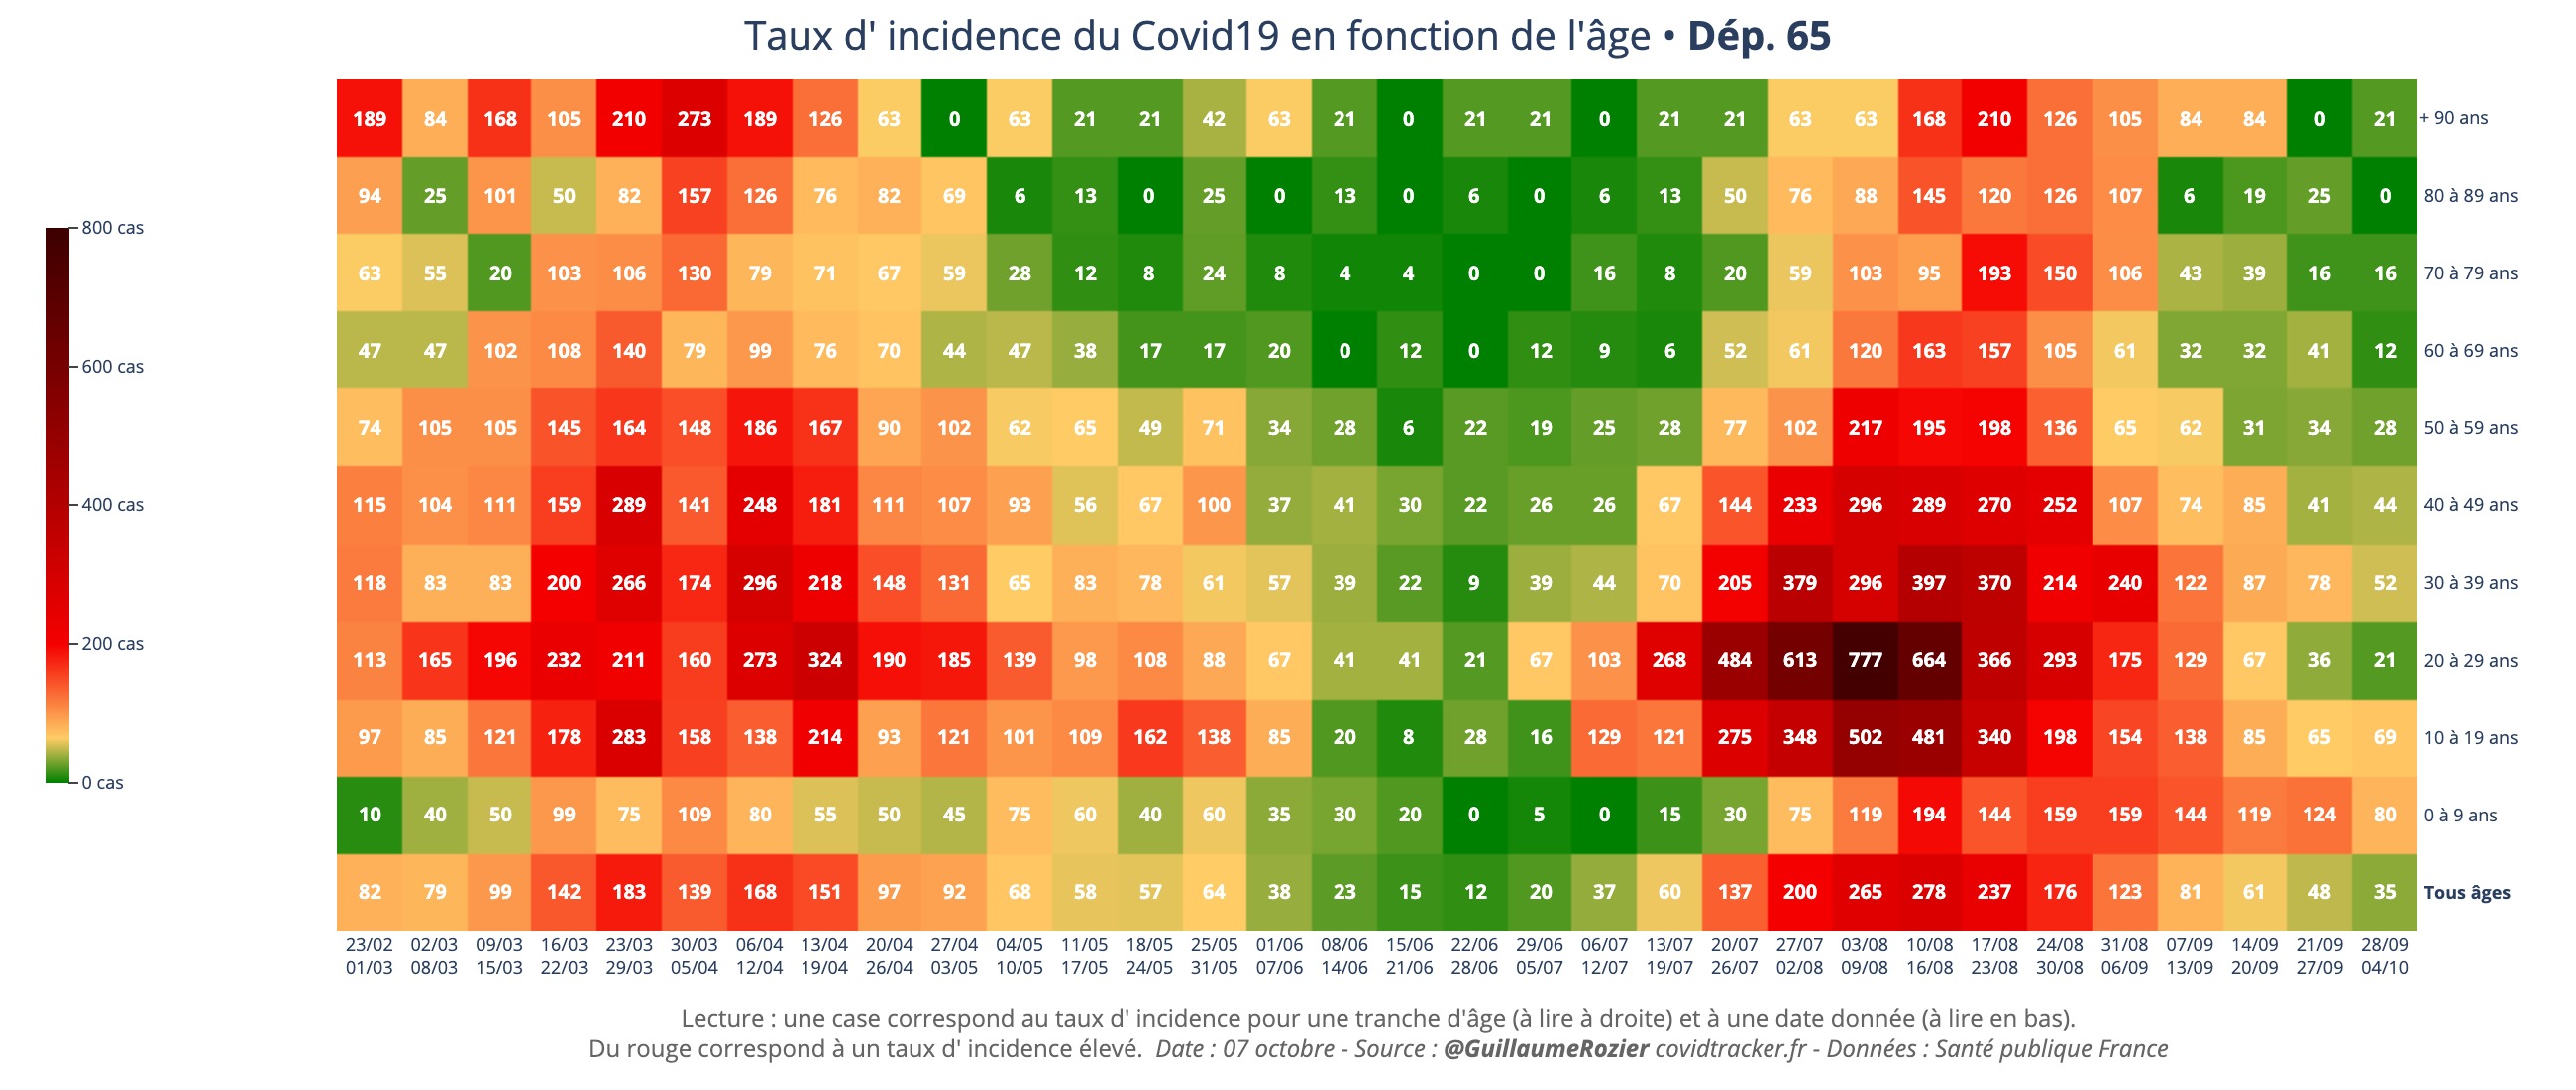 Taux d' incidence du Covid19 en fonction de l'âge • Dép. 65
189 84 168 105 210 273 189 126 63 0 63 21 21 42 63 21 0 21 21 0 21 21 63 63 168 210 126 105 84 84 0 21 + 90 ans
94 25 101 50 82 157 126 76 82 69 6 13 0 25 0 13 0 6 0 6 13 50 76 88 145 120 126 107 6 19 25 0 80 à 89 ans
63 55 20 103 106 130 79 71 67 59 28 12 8 24 8 4 4 0 0 16 8 20 59 103 95 193 150 106 43 39 16 16 70 à 79 ans
47 47 102 108 140 79 99 76 70 44 47 38 17 17 20 0 12 0 12 9 6 52 61 120 163 157 105 61 32 32 41 12 60 à 69 ans
74 105 105 145 164 148 186 167 90 102 62 65 49 71 34 28 6 22 19 25 28 77 102 217 195 198 136 65 62 31 34 28 50 à 59 ans
115 104 111 159 289 141 248 181 111 107 93 56 67 100 37 41 30 22 26 26 67 144 233 296 289 270 252 107 74 85 41 44 40 à 49 ans
118 83 83 200 266 174 296 218 148 131 65 83 78 61 57 39 22 9 39 44 70 205 379 296 397 370 214 240 122 87 78 52 30 à 39 ans
113 165 196 232 211 160 273 324 190 185 139 98 108 88 67 41 41 21 67 103 268 484 613 777 664 366 293 175 129 67 36 21 20 à 29 ans
97 85 121 178 283 158 138 214 93 121 101 109 162 138 85 20 8 28 16 129 121 275 348 502 481 340 198 154 138 85 65 69 10 à 19 ans
10 40 50 99 75 109 80 55 50 45 75 60 40 60 35 30 20 0 5 0 15 30 75 119 194 144 159 159 144 119 124 80 0 à 9 ans
82 79 99 142 183 139 168 151 97 92 68 58 57 64 38 23 15 12 20 37 60 137 200 265 278 237 176 123 81 61 48 35 Tous âges
23/02 02/03 09/03 16/03 23/03 30/03 06/04 13/04 20/04 27/04 04/05 11/05 18/05 25/05 01/06 08/06 15/06 22/06 29/06 06/07 13/07 20/07 27/07 03/08 10/08 17/08 24/08 31/08 07/09 14/09 21/09 28/09
01/03 08/03 15/03 22/03 29/03 05/04 12/04 19/04 26/04 03/05 10/05 17/05 24/05 31/05 07/06 14/06 21/06 28/06 05/07 12/07 19/07 26/07 02/08 09/08 16/08 23/08 30/08 06/09 13/09 20/09 27/09 04/10
800 cas
600 cas
400 cas
200 cas
0 cas
Lecture : une case correspond au taux d' incidence pour une tranche d'âge (à lire à droite) et à une date donnée (à lire en bas).
Du rouge correspond à un taux d' incidence élevé. Date : 07 octobre - Source : @GuillaumeRozier covidtracker.fr - Données : Santé publique France